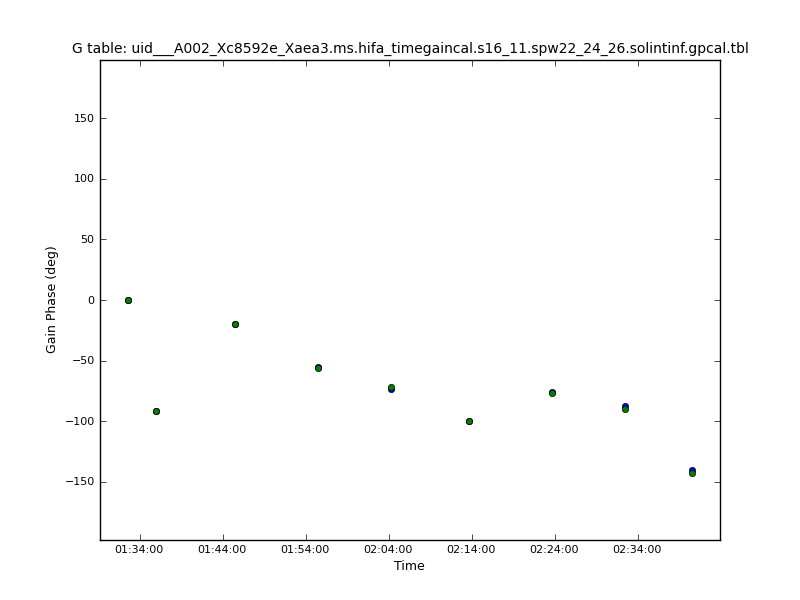 G table: uid___A002_Xc8592e_Xaea3.ms.hifa_timegaincal.s16_11.spw22_24_26.solintinf.gpcal.tbl
150
100
50
0
−50
−100
−150
Gain Phase (deg)
01:34:00 01:44:00 01:54:00 02:04:00 02:14:00 02:24:00 02:34:00
Time